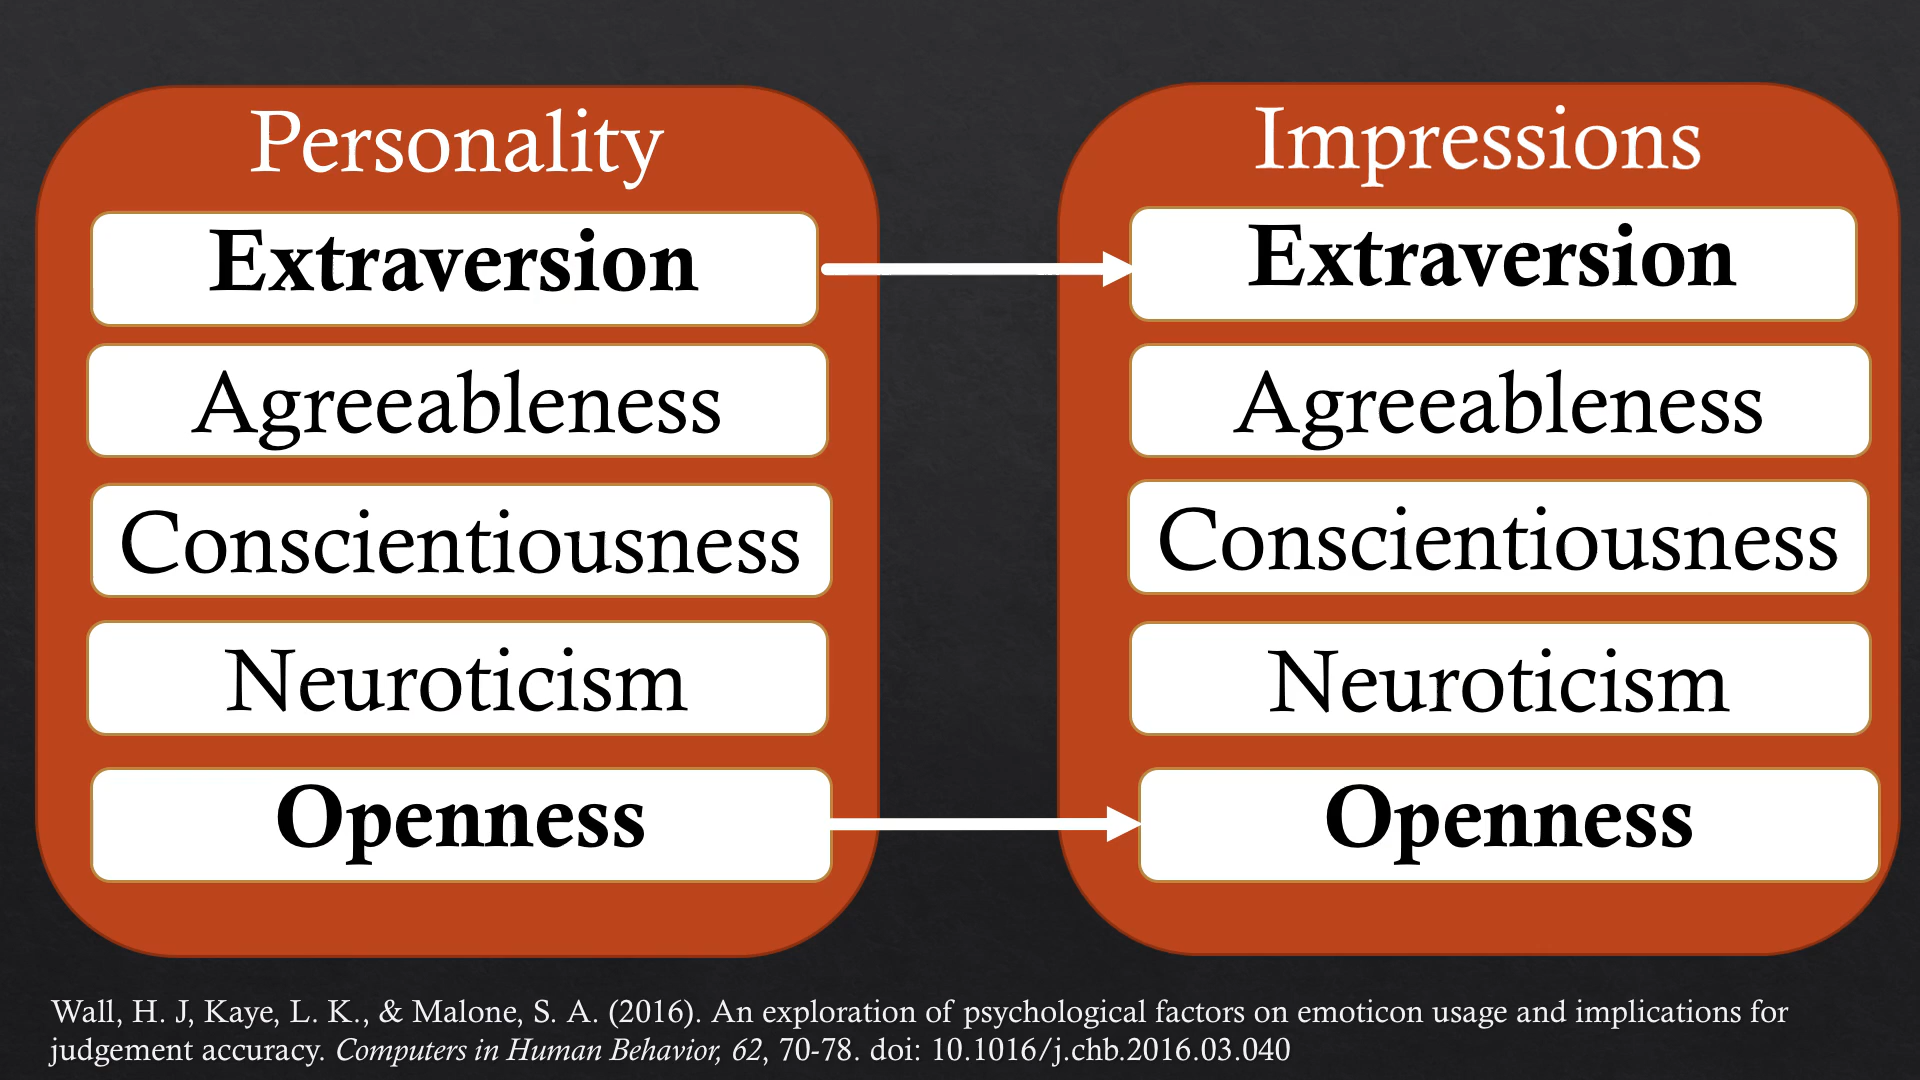 Personality
Extraversion
Agreeableness
Conscientiousness
Neuroticism
Openness
Impressions
Extraversion
Agreeableness
Conscientiousness
Neuroticism
Openness
Wall, H. J, Kaye, L. K., & Malone, S. A. (2016). An exploration of psychological factors on emoticon usage and implications for
judgement accuracy. Computers in Human Behavior, 62, 70-78. doi: 10.1016/j.chb.2016.03.040